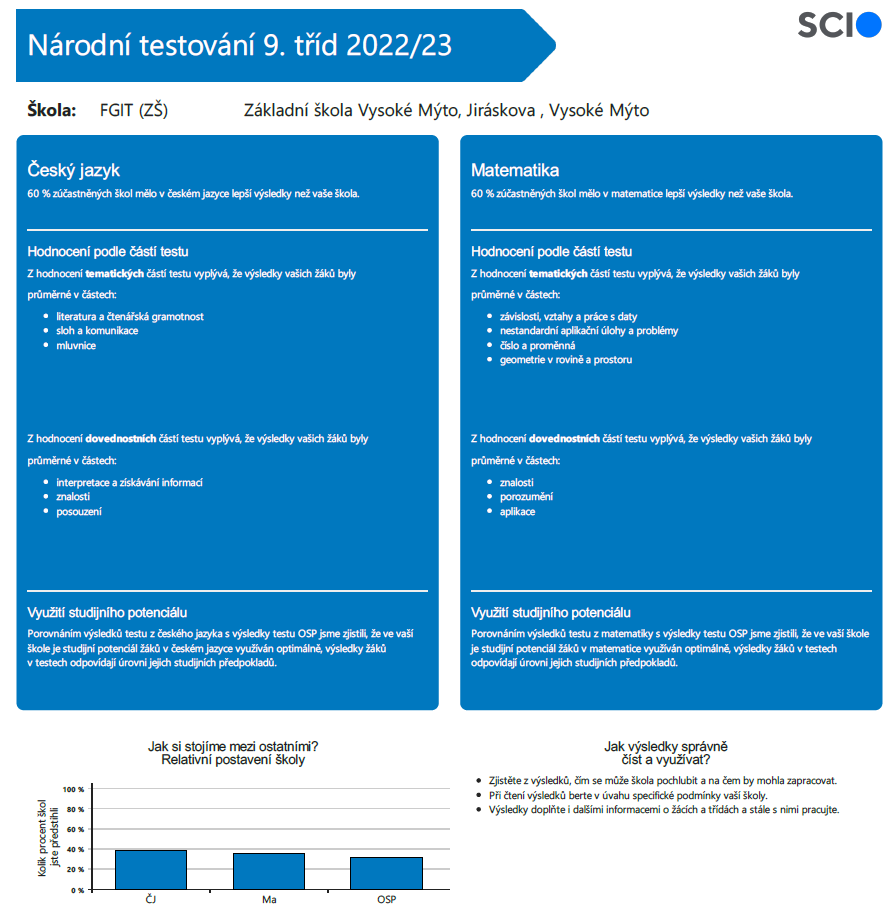 Národní testování 9. tříd 2022/23
SCIO
Škola: FGIT (ZŠ) Základní škola Vysoké Mýto, Jiráskova , Vysoké Mýto
Český jazyk
60 % zúčastněných škol mělo v českém jazyce lepší výsledky než vaše škola.
Hodnocení podle částí testu
Z hodnocení tematických částí testu vyplývá, že výsledky vašich žáků byly
průměrné v částech:
• literatura a čtenářská gramotnost
• sloh a komunikace
• mluvnice
Z hodnocení dovednostních částí testu vyplývá, že výsledky vašich žáků byly
průměrné v částech:
• interpretace a získávání informací
• znalosti
• posouzení
Využití studijního potenciálu
Porovnáním výsledků testu z českého jazyka s výsledky testu OSP jsme zjistili, že ve vaší
škole je studijní potenciál žáků v českém jazyce využíván optimálně, výsledky žáků
v testech odpovídají úrovni jejich studijních předpokladů.
Matematika
60 % zúčastněných škol mělo v matematice lepší výsledky než vaše škola.
Hodnocení podle částí testu
Z hodnocení tematických částí testu vyplývá, že výsledky vašich žáků byly
průměrné v částech:
• závislosti, vztahy a práce s daty
• nestandardní aplikační úlohy a problémy
• číslo a proměnná
• geometrie v rovině a prostoru
Z hodnocení dovednostních částí testu vyplývá, že výsledky vašich žáků byly
průměrné v částech:
• znalosti
• porozumění
• aplikace
Využití studijního potenciálu
Porovnáním výsledků testu z matematiky s výsledky testu OSP jsme zjistili, že ve vaší škole
je studijní potenciál žáků v matematice využíván optimálně, výsledky žáků v testech
odpovídají úrovni jejich studijních předpokladů.
Jak si stojíme mezi ostatními?
Relativní postavení školy
Kolik procent škol
jste předstihli
100 %
80 %
60 %
40 %
20 %
0 %
ČJ Ma OSP
Jak výsledky správně
číst a využívat?
• Zjistěte z výsledků, čím se může škola pochlubit a na čem by mohla zapracovat.
• Při čtení výsledků berte v úvahu specifické podmínky vaší školy.
• Výsledky doplňte i dalšími informacemi o žácích a třídách a stále s nimi pracujte.